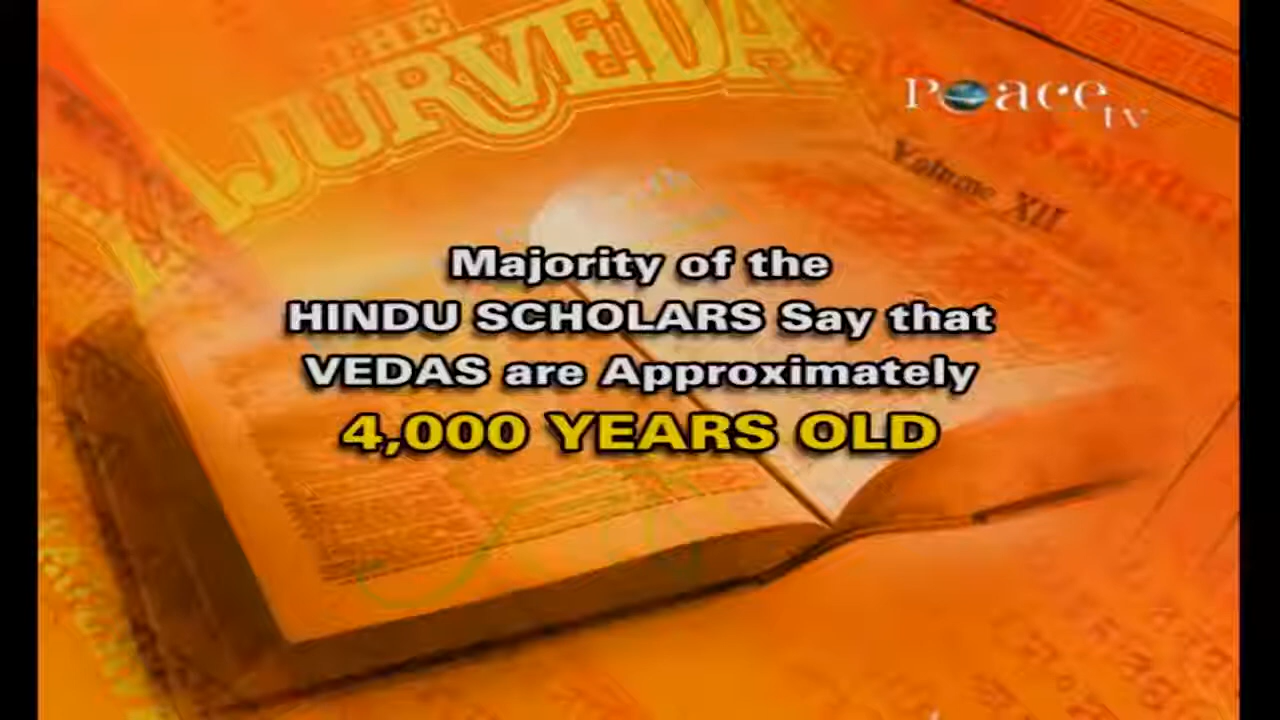 THE
AJURVEDA
Peace tv
Volume XII
Majority of the
HINDU SCHOLARS Say that
VEDAS are Approximately
4,000 YEARS OLD